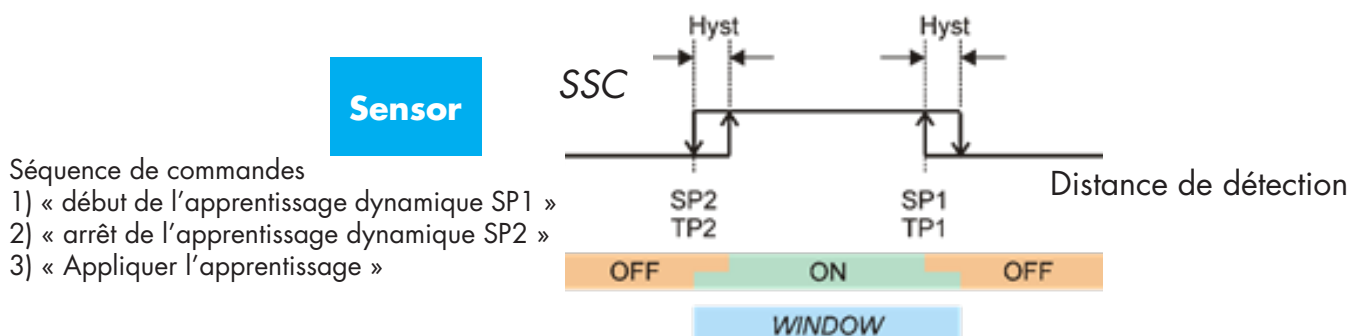 Hyst Hyst
SSC
Sensor
Séquence de commandes
1) « début de l’apprentissage dynamique SP1 »
2) « arrêt de l’apprentissage dynamique SP2 »
3) « Appliquer l’apprentissage »
SP2 SP1
TP2 TP1
Distance de détection
OFF ON OFF
WINDOW